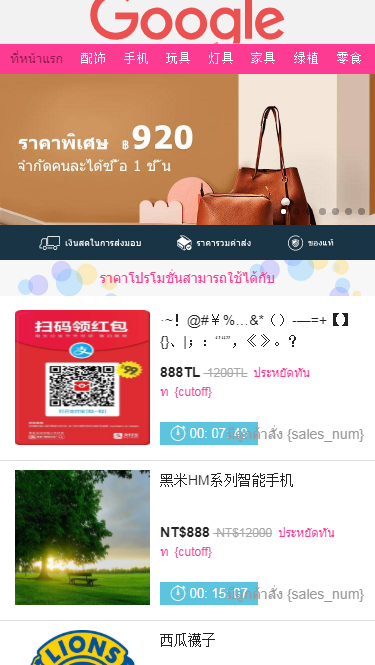 Google
ที่หน้าแรก 配饰 手机 玩具 灯具 家具 绿植 零食
ราคาพิเศษ ฿920
จำกัดคนละได้ซื้อ 1 ชิ้น
เงินสดในการส่งมอบ ราคารวมค่าส่ง ของแท้
ราคาโปรโมชั่นสามารถใช้ได้กับ
扫码领红包
99
·~！@#￥%…&*（）-—=+【】
{}、|；：“”‘’，《》。？
888TL 1200TL ประหยัดทัน
ท {cutoff}
00: 07: 48 คำสั่ง {sales_num}
黑米HM系列智能手机
NT$888 NT$12000 ประหยัดทัน
ท {cutoff}
00: 15: 07 คำสั่ง {sales_num}
西瓜襪子
LIONS